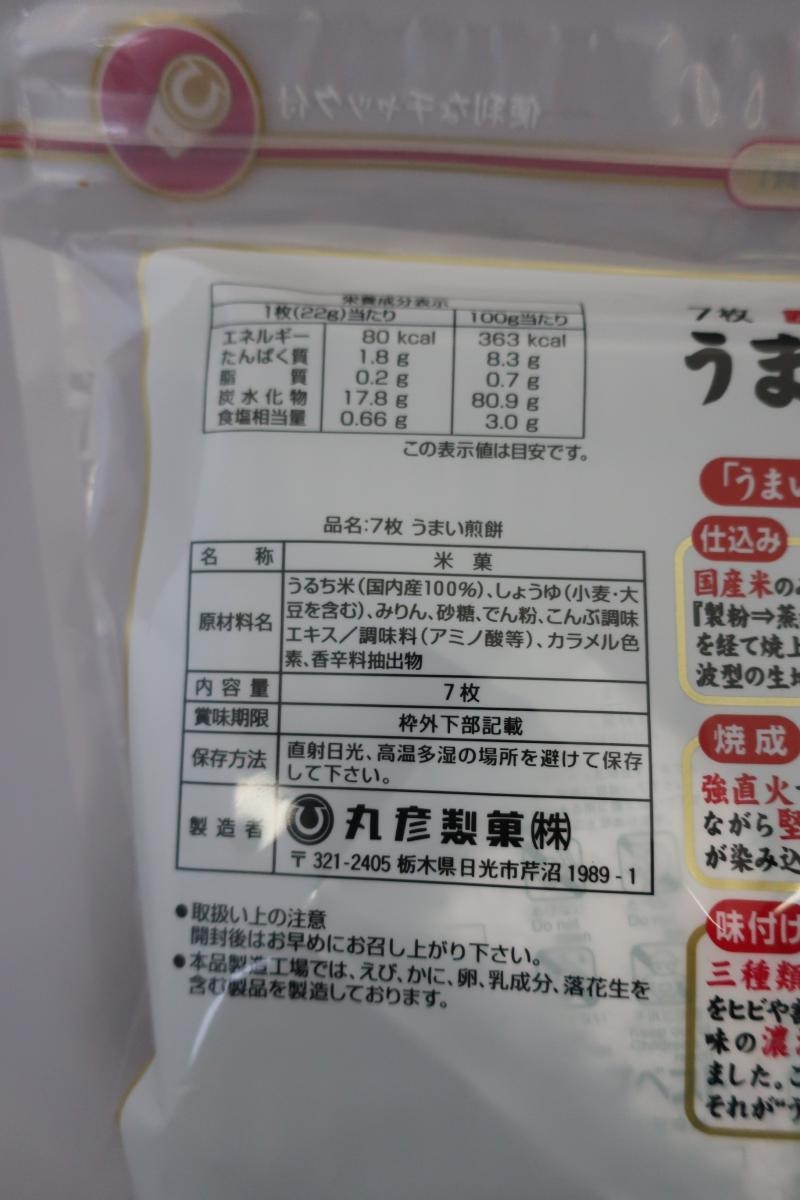 便利なチャック付
栄養成分表示
1枚(22g)当たり 100g当たり
エネルギー 80 kcal 363 kcal
たんぱく質 1.8 g 8.3 g
脂質 0.2 g 0.7 g
炭水化物 17.8 g 80.9 g
食塩相当量 0.66 g 3.0 g
この表示値は目安です。
品名:7枚 うまい煎餅
名称 米菓
原材料名 うるち米(国内産100%)、しょうゆ(小麦・大
豆を含む)、みりん、砂糖、でん粉、こんぶ調味
エキス/調味料(アミノ酸等)、カラメル色
素、香辛料抽出物
内容量 7枚
賞味期限 枠外下部記載
保存方法 直射日光、高温多湿の場所を避けて保存
して下さい。
製造者 丸彦製菓(株)
〒321-2405 栃木県日光市芹沼1989-1
●取扱い上の注意
開封後はお早めにお召し上がり下さい。
●本品製造工場では、えび、かに、卵、乳成分、落花生を
含む製品を製造しております。
7枚
うま
「うまい
仕込み
国産米の
『製粉⇒蒸
を経て焼上
波型の生地
焼成
強直火
ながら堅
が染み込
味付け
三種類
をヒビや
味の濃
ました。こ
それが“う